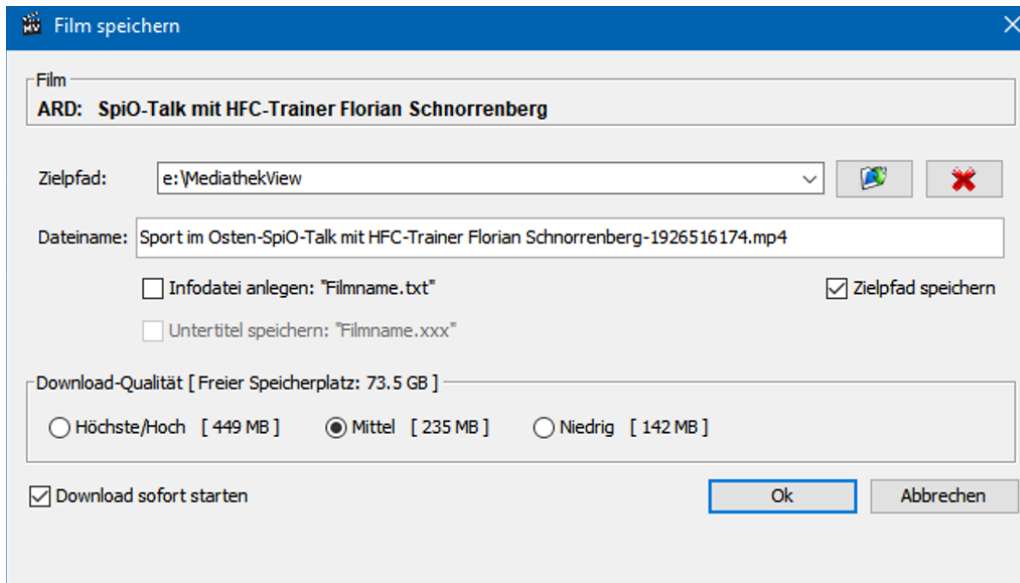 MV Film speichern
Film
ARD: SpiO-Talk mit HFC-Trainer Florian Schnorrenberg
Zielpfad: e:\MediathekView
Dateiname: Sport im Osten-SpiO-Talk mit HFC-Trainer Florian Schnorrenberg-1926516174.mp4
Infodatei anlegen: "Filmname.txt" Zielpfad speichern
Untertitel speichern: "Filmname.xxx"
Download-Qualität [ Freier Speicherplatz: 73.5 GB ]
Höchste/Hoch [ 449 MB ] Mittel [ 235 MB ] Niedrig [ 142 MB ]
Download sofort starten Ok Abbrechen